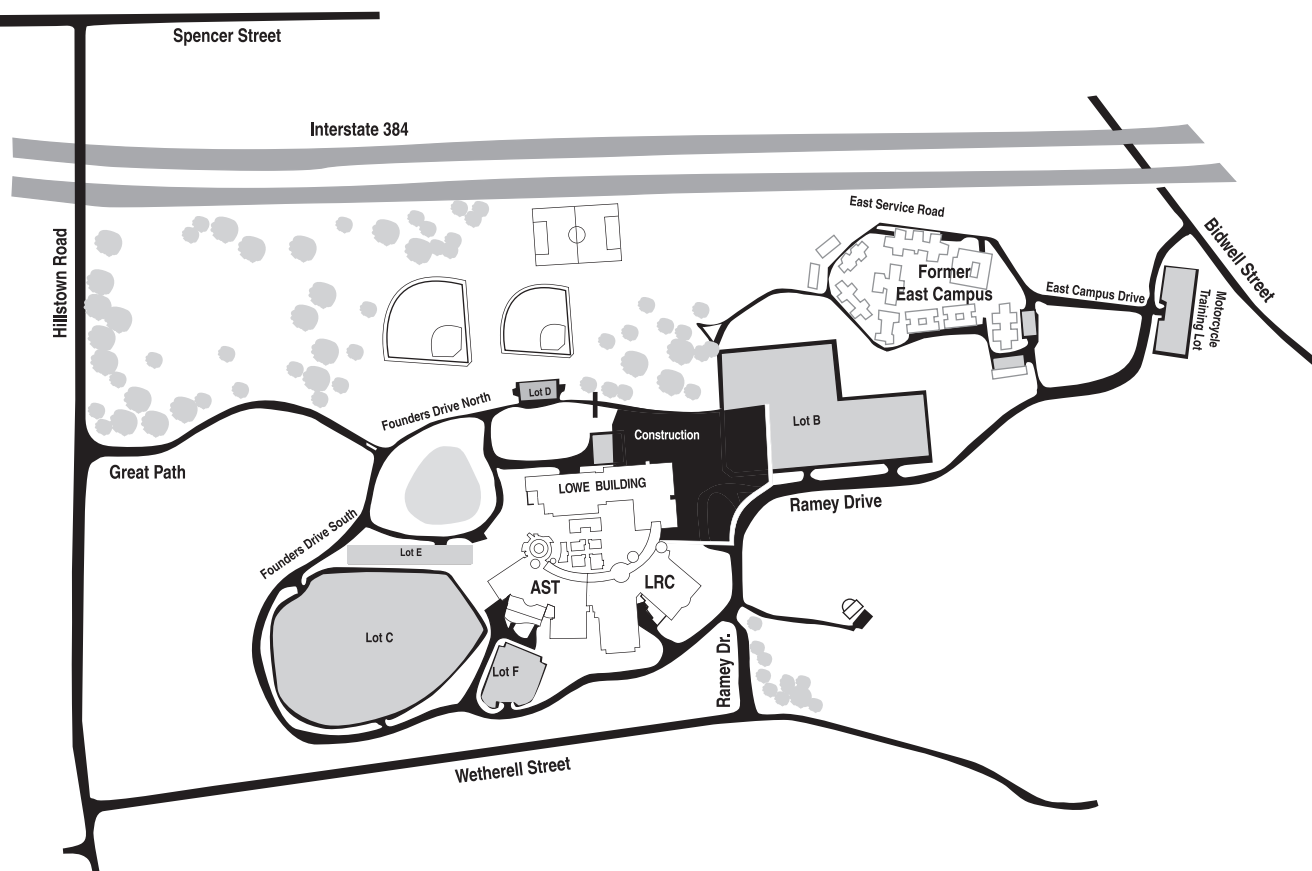 Spencer Street
Interstate 384
East Service Road
Hillstown Road
Bidwell Street
Former
East Campus
East Campus Drive
Motorcycle
Training Lot
Founders Drive North
Lot D
Lot B
Construction
Great Path
LOWE BUILDING
Ramey Drive
Founders Drive South
Lot E
AST
LRC
Lot C
Lot F
Ramey Dr.
Wetherell Street